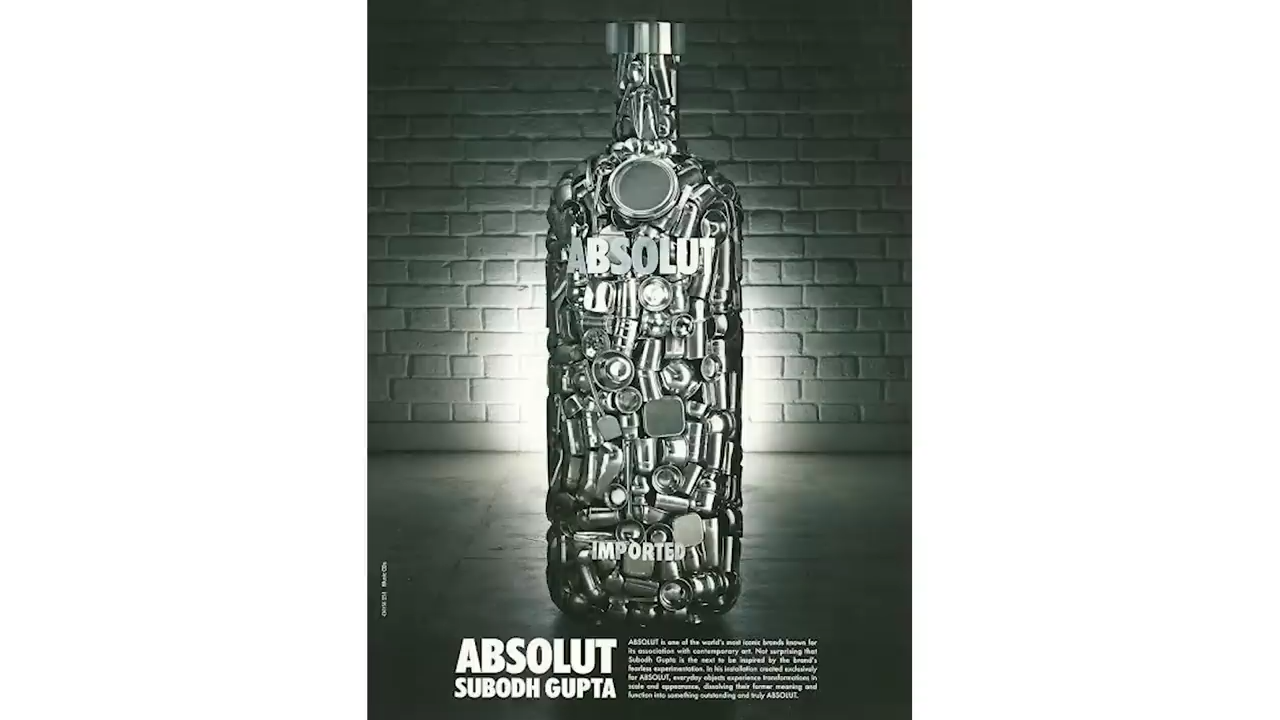 ABSOLUT
IMPORTED
Music CDs
ABSOLUT
SUBODH GUPTA
ABSOLUT is one of the world's most iconic brands known for
its association with contemporary art. Not surprising that
Subodh Gupta is the next to be inspired by the brand's
fearless experimentation. In his installation created exclusively
for ABSOLUT, everyday objects experience transformations in
scale and appearance, dissolving their former meaning and
function into something outstanding and truly ABSOLUT.